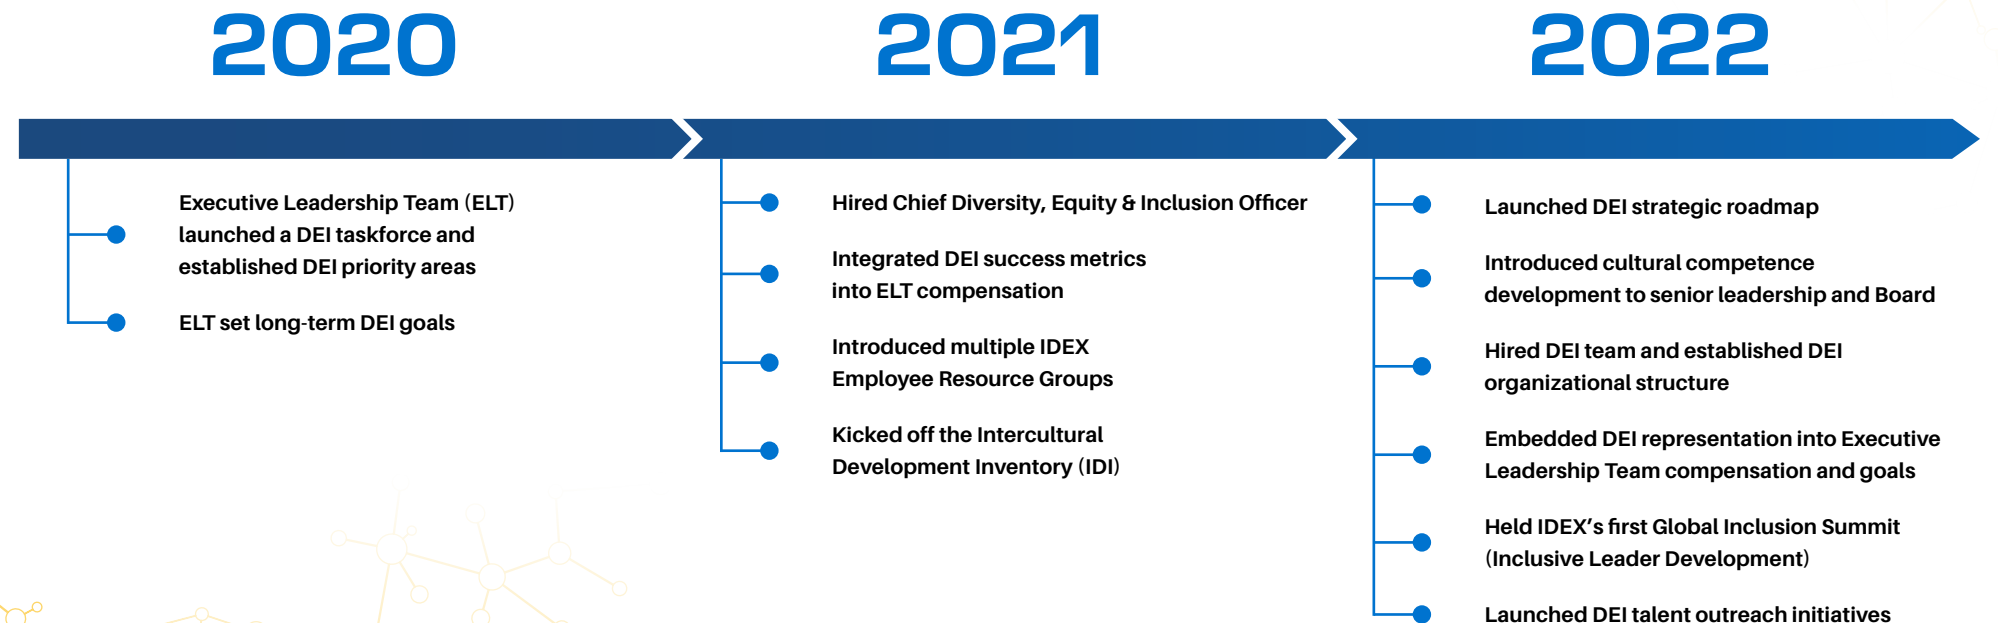 2020
Executive Leadership Team (ELT)
launched a DEI taskforce and
established DEI priority areas
ELT set long-term DEI goals
2021
Hired Chief Diversity, Equity & Inclusion Officer
Integrated DEI success metrics
into ELT compensation
Introduced multiple IDEX
Employee Resource Groups
Kicked off the Intercultural
Development Inventory (IDI)
2022
Launched DEI strategic roadmap
Introduced cultural competence
development to senior leadership and Board
Hired DEI team and established DEI
organizational structure
Embedded DEI representation into Executive
Leadership Team compensation and goals
Held IDEX’s first Global Inclusion Summit
(Inclusive Leader Development)
Launched DEI talent outreach initiatives